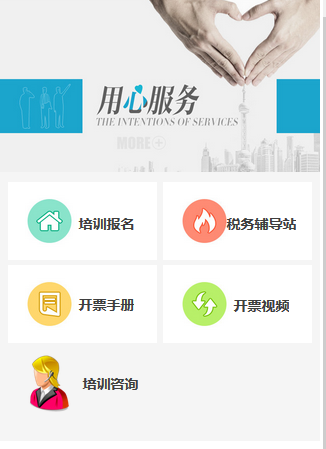 用心服务
THE INTENTIONS OF SERVICES
MORE+
培训报名
税务辅导站
开票手册
开票视频
培训咨询